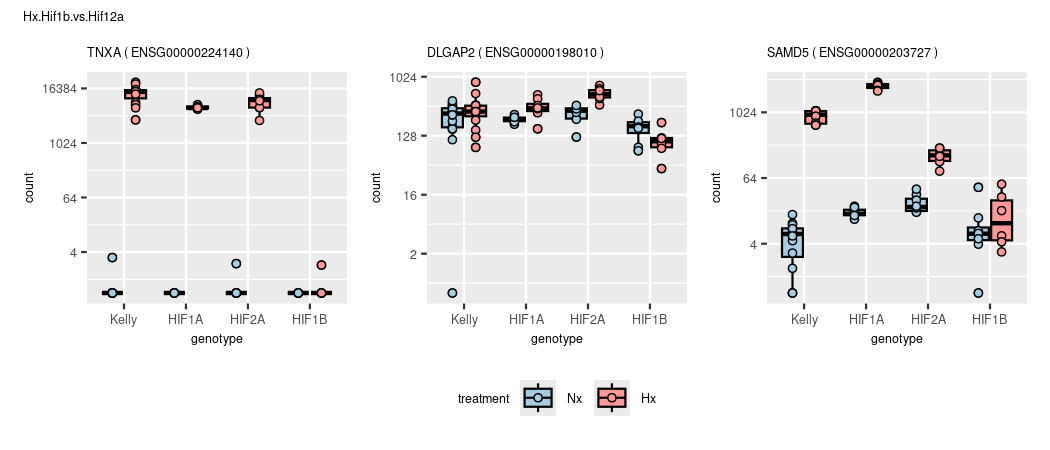 Hx.Hif1b.vs.Hif12a
TNXA ( ENSG00000224140 )
DLGAP2 ( ENSG00000198010 )
SAMD5 ( ENSG00000203727 )
count
16384
1024
64
4
Kelly HIF1A HIF2A HIF1B
genotype
count
1024
128
16
2
Kelly HIF1A HIF2A HIF1B
genotype
count
1024
64
4
Kelly HIF1A HIF2A HIF1B
genotype
treatment Nx Hx